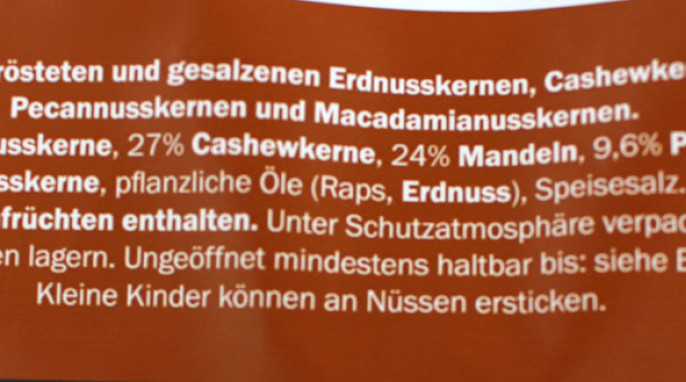 rösteten und gesalzenen Erdnusskernen, Cashewke
Pecannusskernen und Macadamianusskernen.
usskerne, 27% Cashewkerne, 24% Mandeln, 9,6% P
sskerne, pflanzliche Öle (Raps, Erdnuss), Speisesalz.
früchten enthalten. Unter Schutzatmosphäre verpac
en lagern. Ungeöffnet mindestens haltbar bis: siehe B
Kleine Kinder können an Nüssen ersticken.